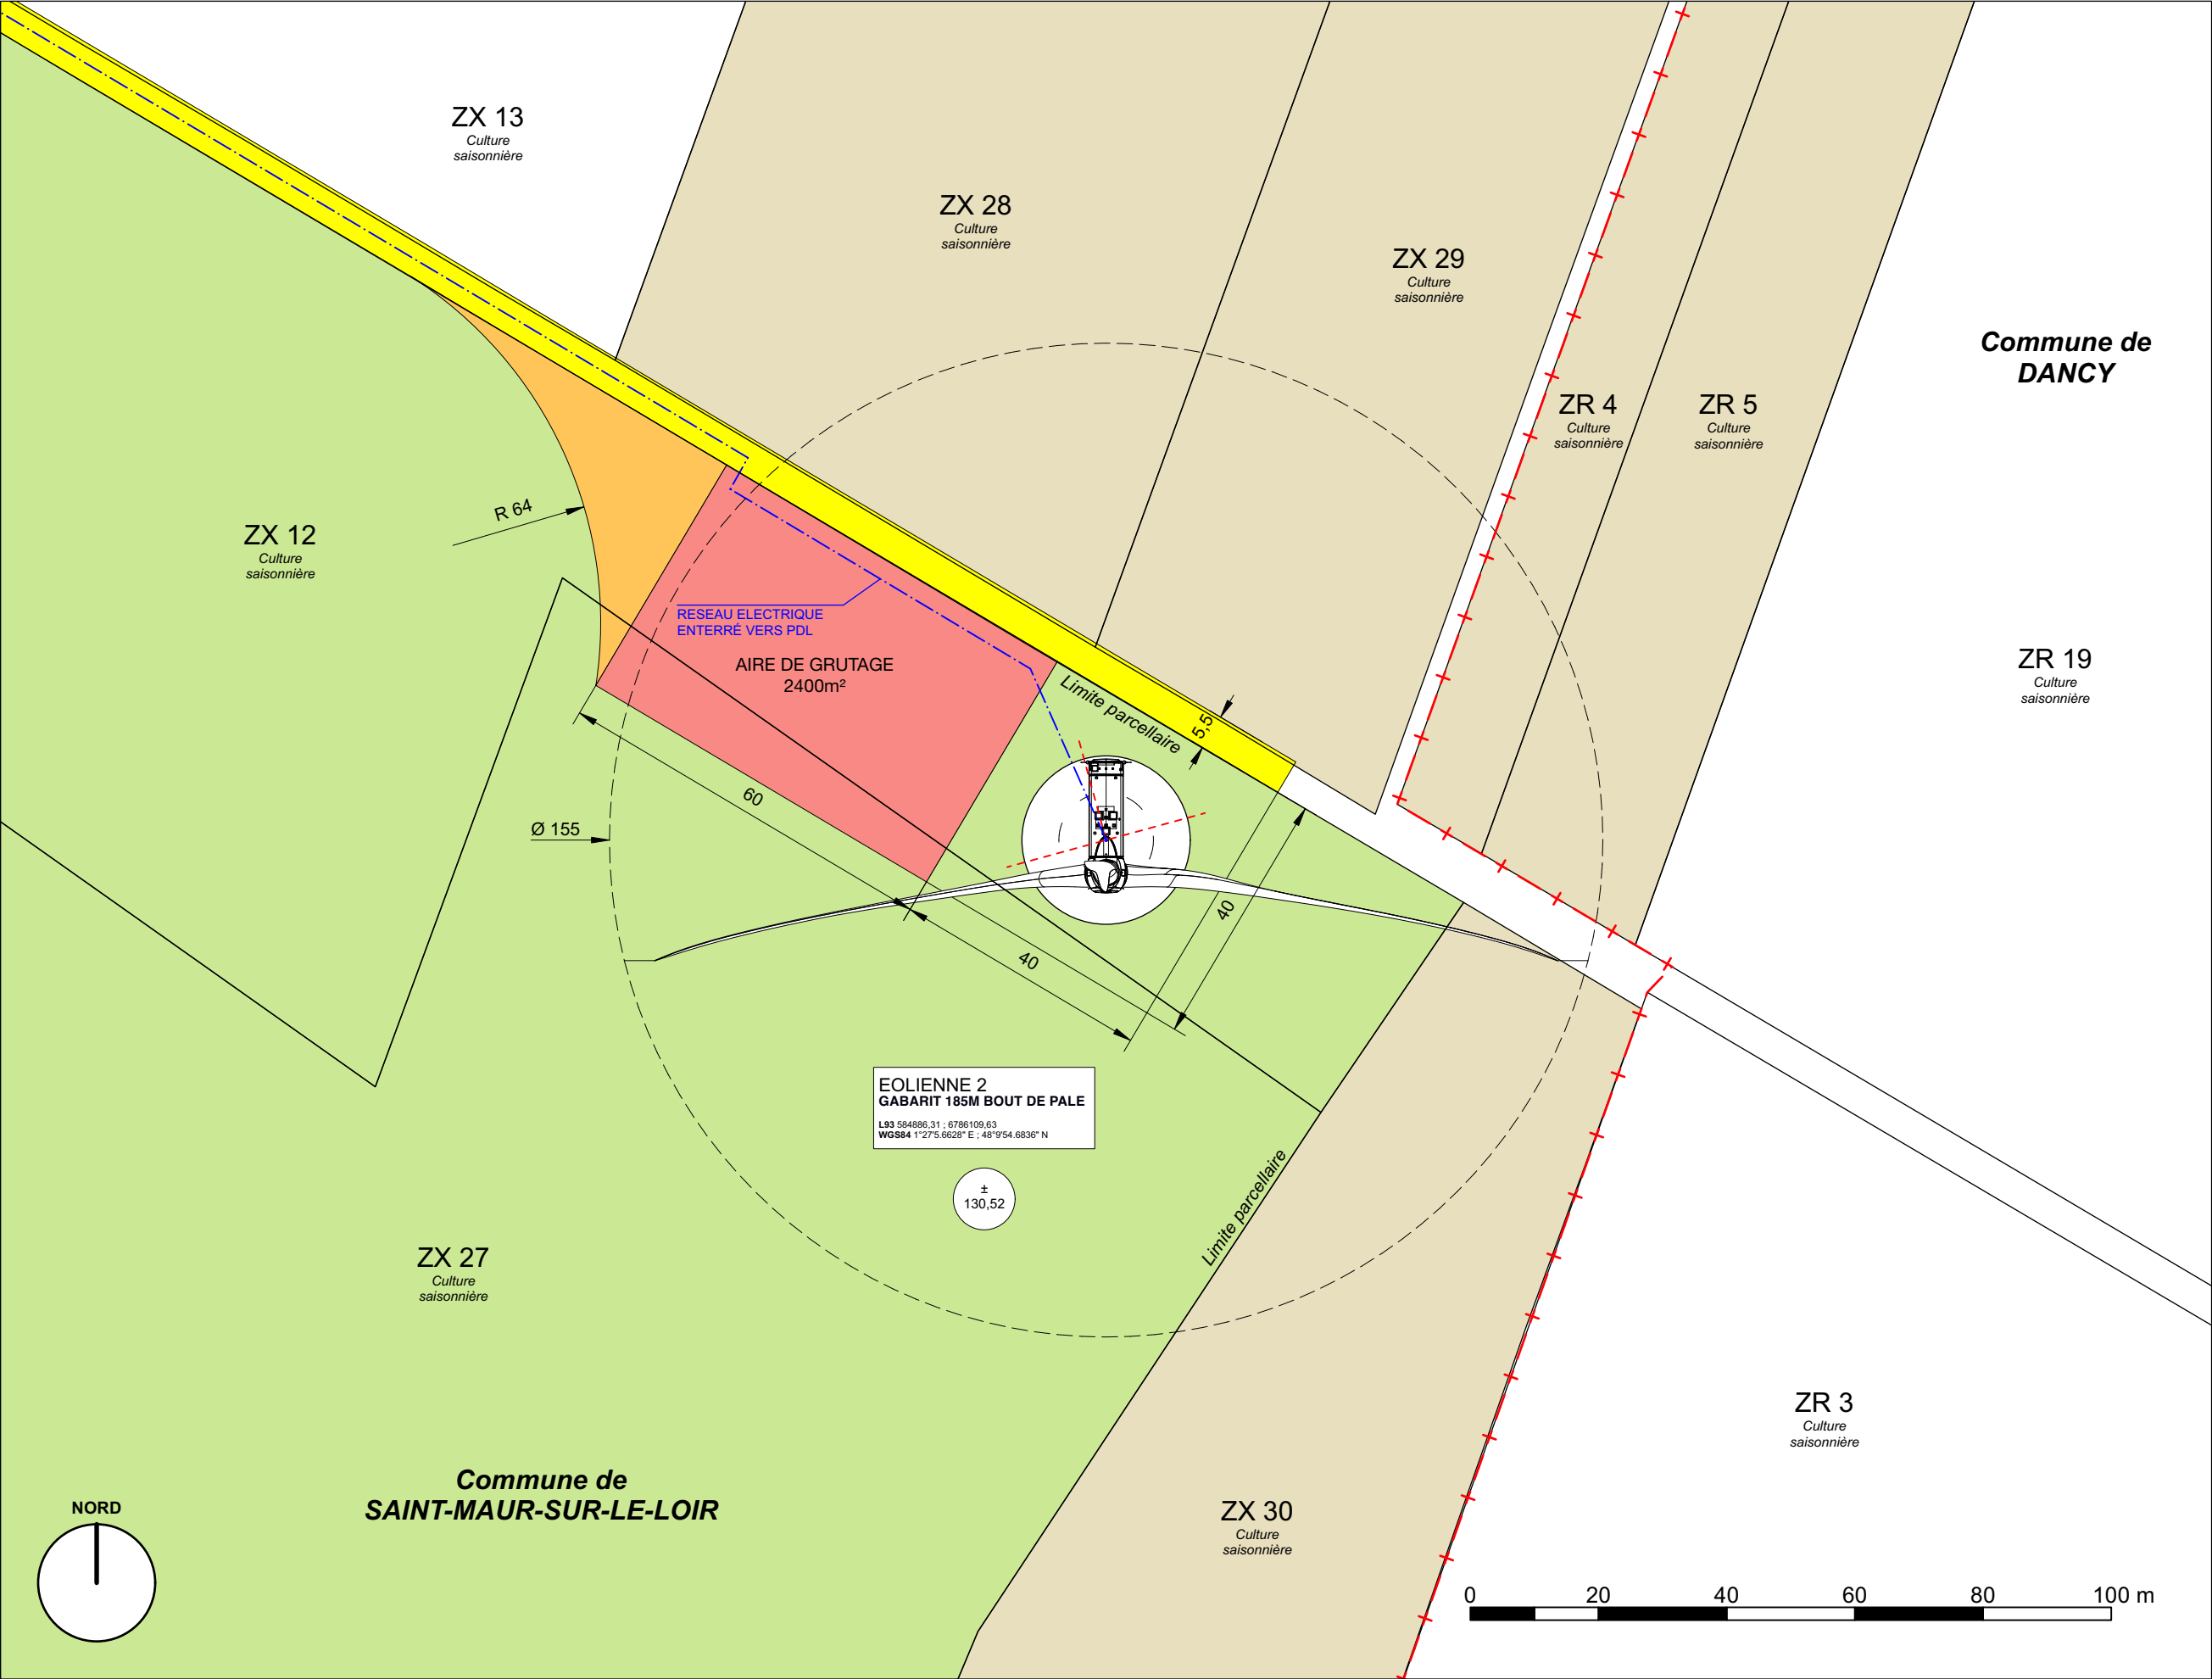 ZX 13
Culture
saisonnière
ZX 28
Culture
saisonnière
ZX 29
Culture
saisonnière
Commune de
DANCY
ZR 4
Culture
saisonnière
ZR 5
Culture
saisonnière
R 64
ZX 12
Culture
saisonnière
RESEAU ELECTRIQUE
ENTERRÉ VERS PDL
AIRE DE GRUTAGE
2400m²
Limite parcellaire
5,5
ZR 19
Culture
saisonnière
60
Ø 155
40
40
EOLIENNE 2
GABARIT 185M BOUT DE PALE
L93 584886,31 ; 6786109,63
WGS84 1°27'5.6628" E ; 48°9'54.6836" N
±
130,52
Limite parcellaire
ZX 27
Culture
saisonnière
ZR 3
Culture
saisonnière
Commune de
SAINT-MAUR-SUR-LE-LOIR
NORD
ZX 30
Culture
saisonnière
0 20 40 60 80 100 m